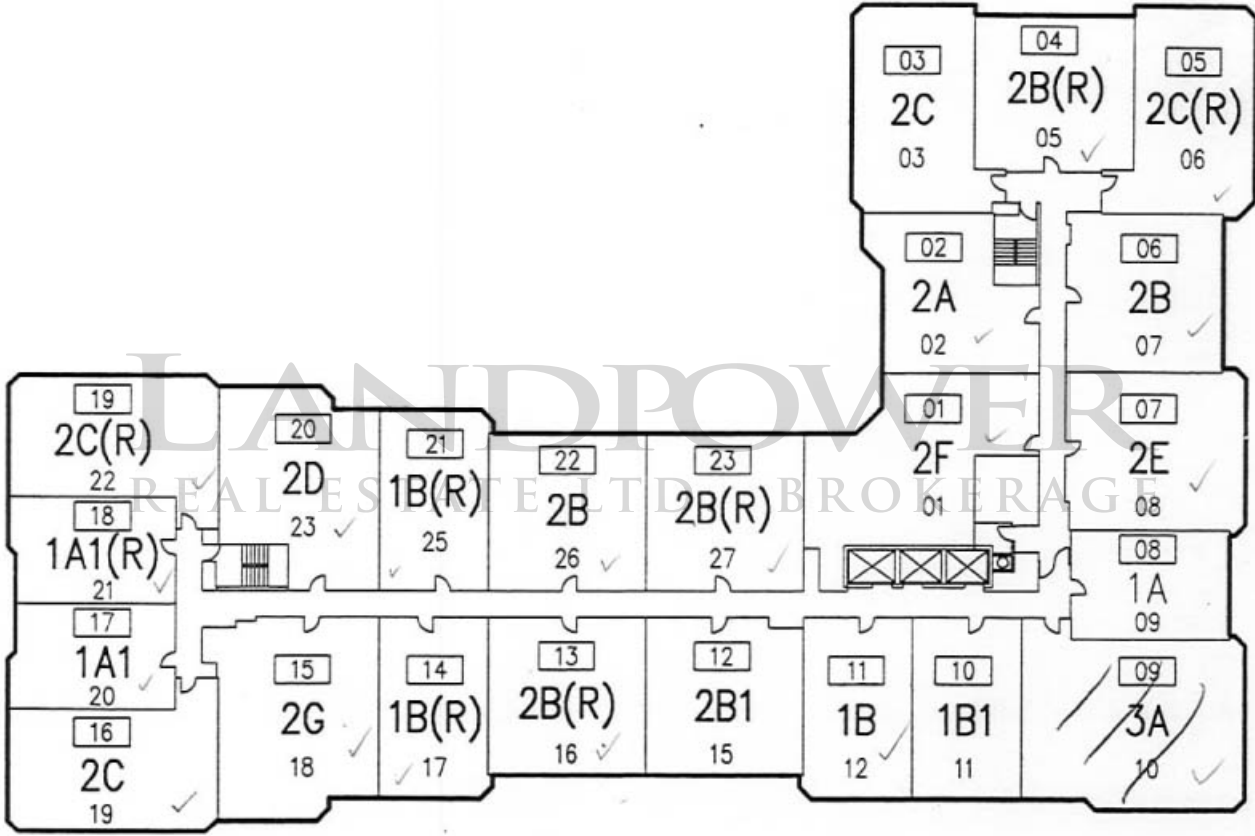 03
2C
03
04
2B(R)
05
05
2C(R)
06
02
2A
02
06
2B
07
LANDPOWER
REAL ESTATE LTD. BROKERAGE
01
2F
01
07
2E
08
19
2C(R)
22
20
2D
23
21
1B(R)
25
22
2B
26
23
2B(R)
27
18
1A1(R)
21
08
1A
09
17
1A1
20
16
2C
19
15
2G
18
14
1B(R)
17
13
2B(R)
16
12
2B1
15
11
1B
12
10
1B1
11
09
3A
10